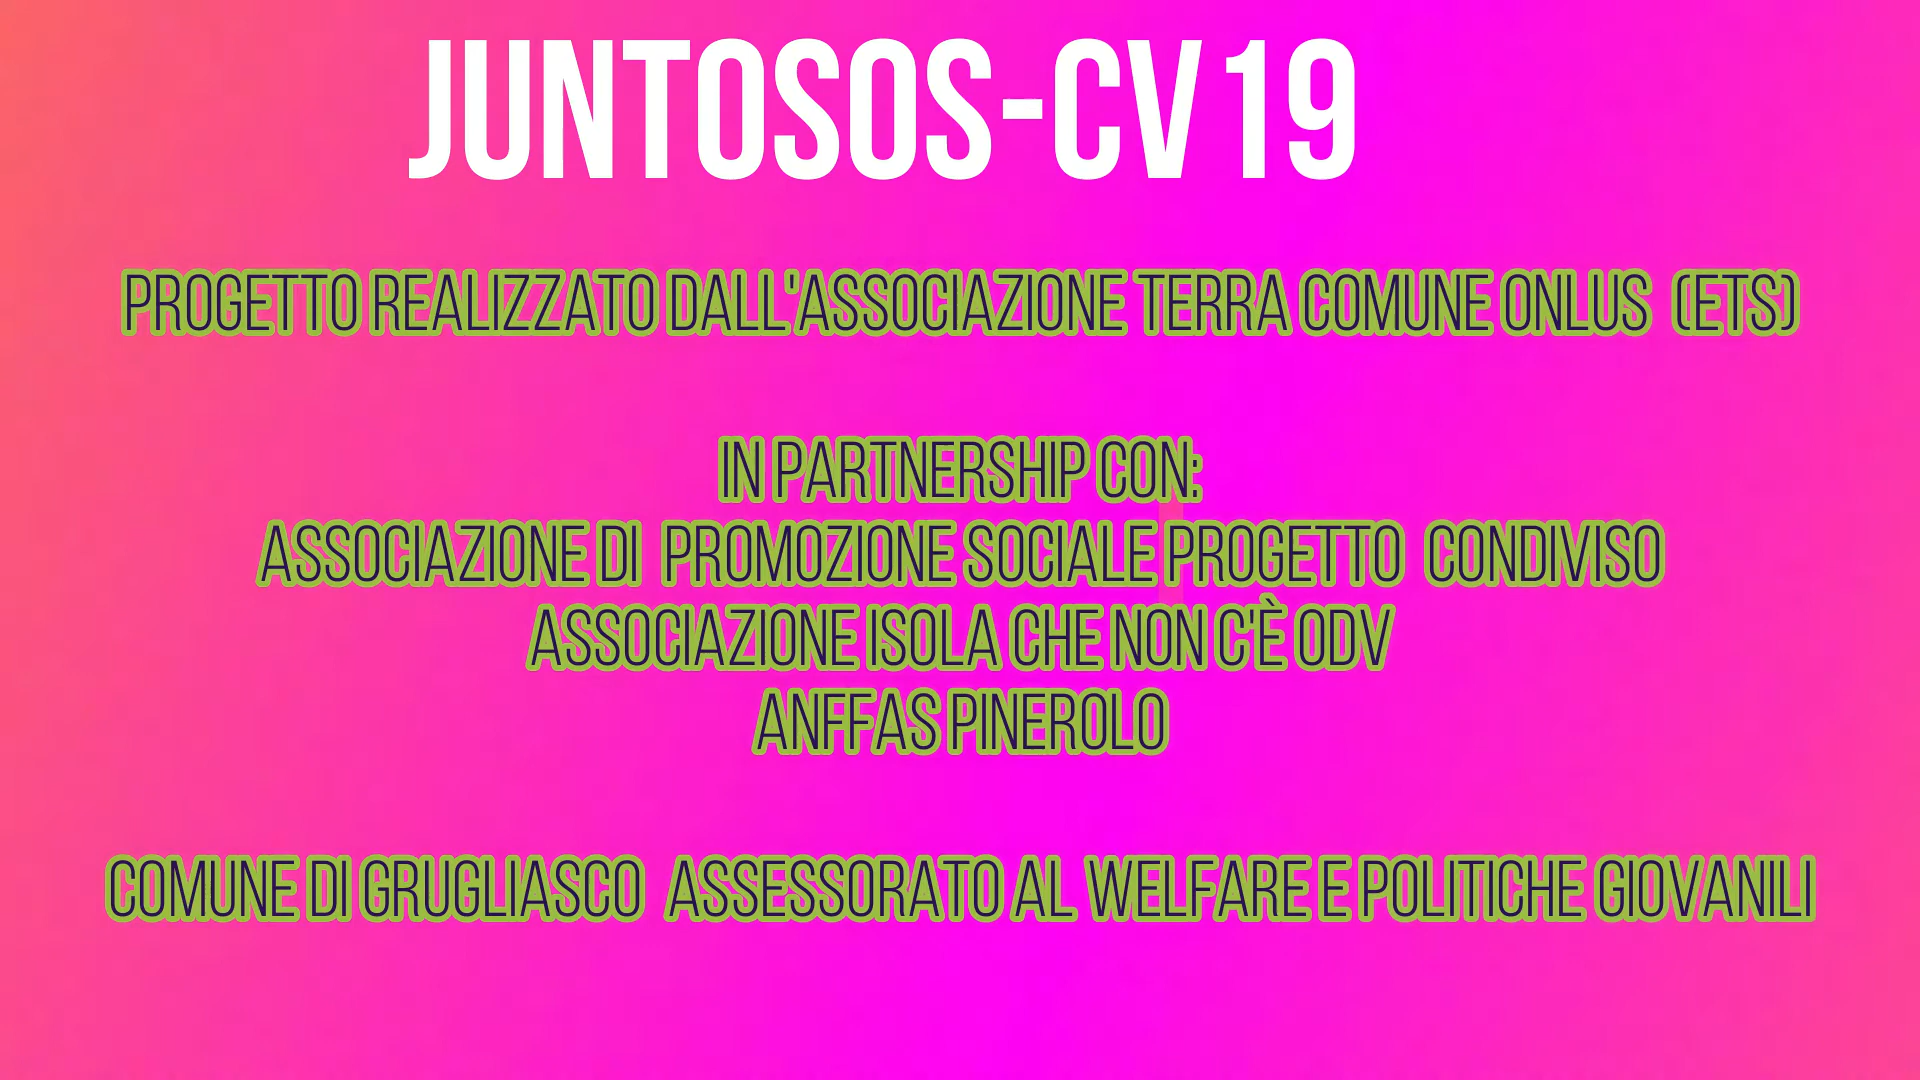 JUNTOSOS-CV19
PROGETTO REALIZZATO DALL'ASSOCIAZIONE TERRA COMUNE ONLUS (ETS)
IN PARTNERSHIP CON:
ASSOCIAZIONE DI PROMOZIONE SOCIALE PROGETTO CONDIVISO
ASSOCIAZIONE ISOLA CHE NON C'È ODV
ANFFAS PINEROLO
COMUNE DI GRUGLIASCO ASSESSORATO AL WELFARE E POLITICHE GIOVANILI